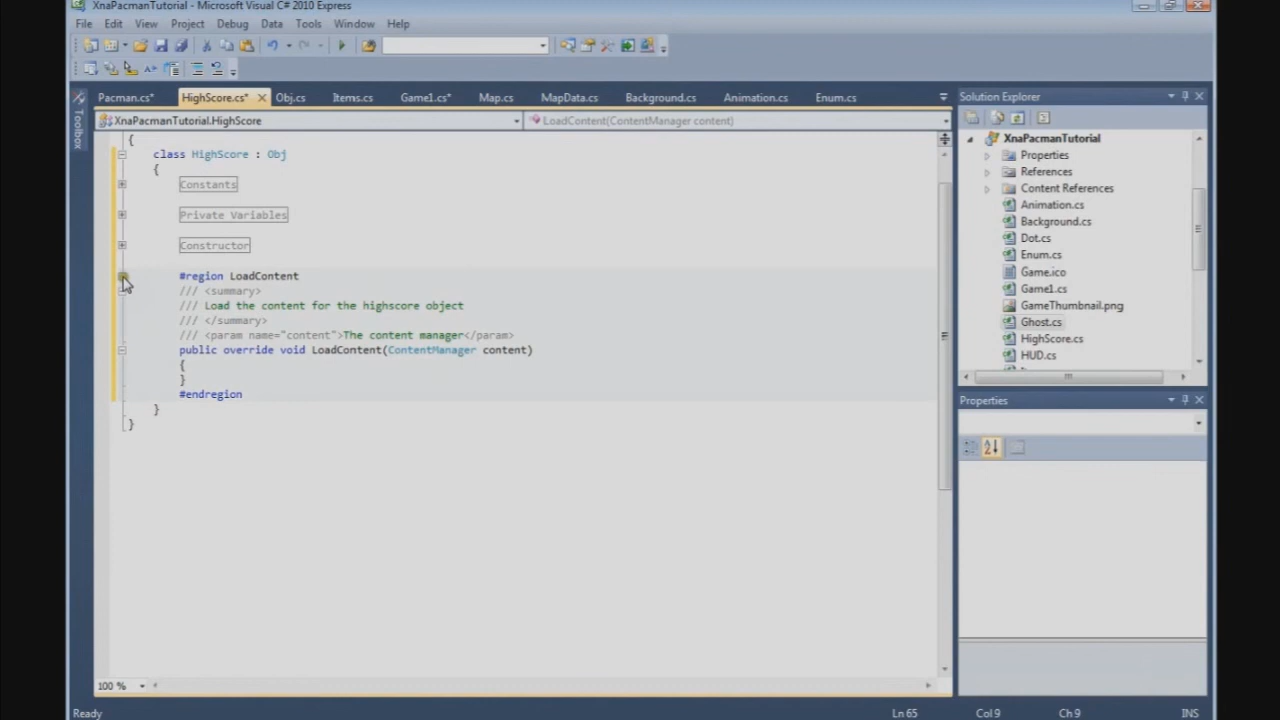 XnaPacmanTutorial - Microsoft Visual C# 2010 Express
File Edit View Project Debug Data Tools Window Help
Toolbox
Pacman.cs* HighScore.cs* Obj.cs Items.cs Game1.cs* Map.cs MapData.cs Background.cs Animation.cs Enum.cs
XnaPacmanTutorial.HighScore LoadContent(ContentManager content)
{
class HighScore : Obj
{
Constants
Private Variables
Constructor
#region LoadContent
/// <summary>
/// Load the content for the highscore object
/// </summary>
/// <param name="content">The content manager</param>
public override void LoadContent(ContentManager content)
{
}
#endregion
}
}
100 %
Solution Explorer
XnaPacmanTutorial
Properties
References
Content References
Animation.cs
Background.cs
Dot.cs
Enum.cs
Game.ico
Game1.cs
GameThumbnail.png
Ghost.cs
HighScore.cs
HUD.cs
Properties
Ready Ln 65 Col 9 Ch 9 INS